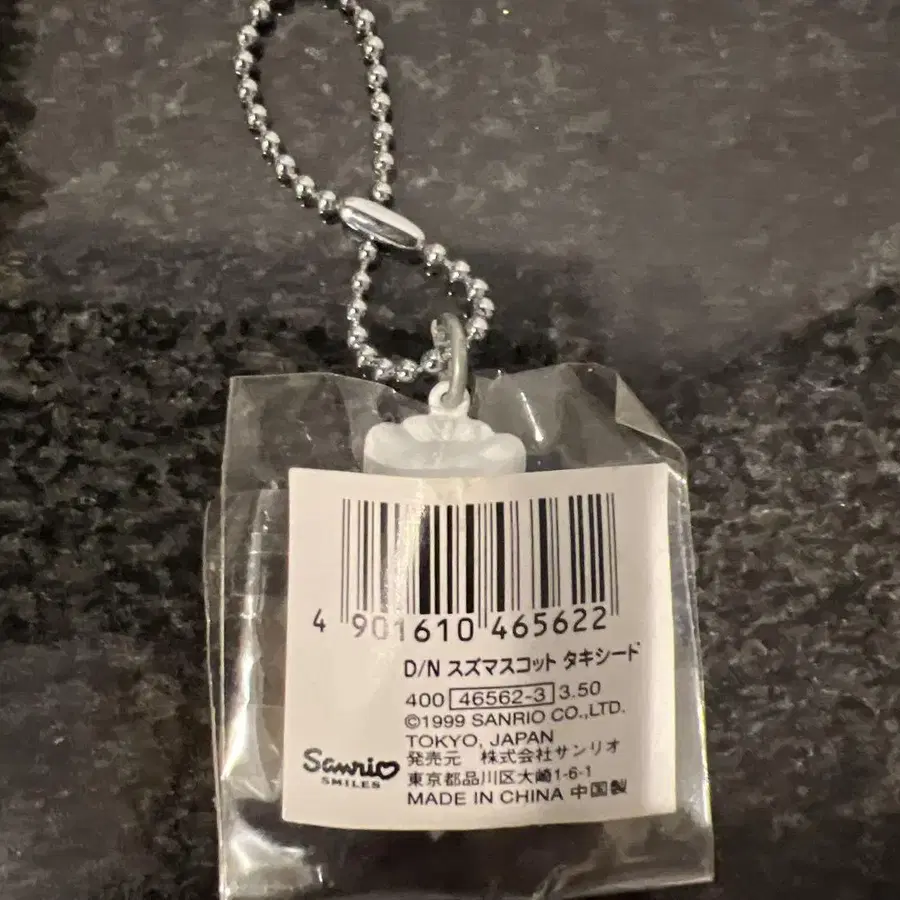 4 901610 465622
D/N スズマスコット タキシード
400 46562-3 3.50
©1999 SANRIO CO.,LTD.
TOKYO, JAPAN
発売元 株式会社サンリオ
東京都品川区大崎1-6-1
MADE IN CHINA 中国製
Sanrio
SMILES